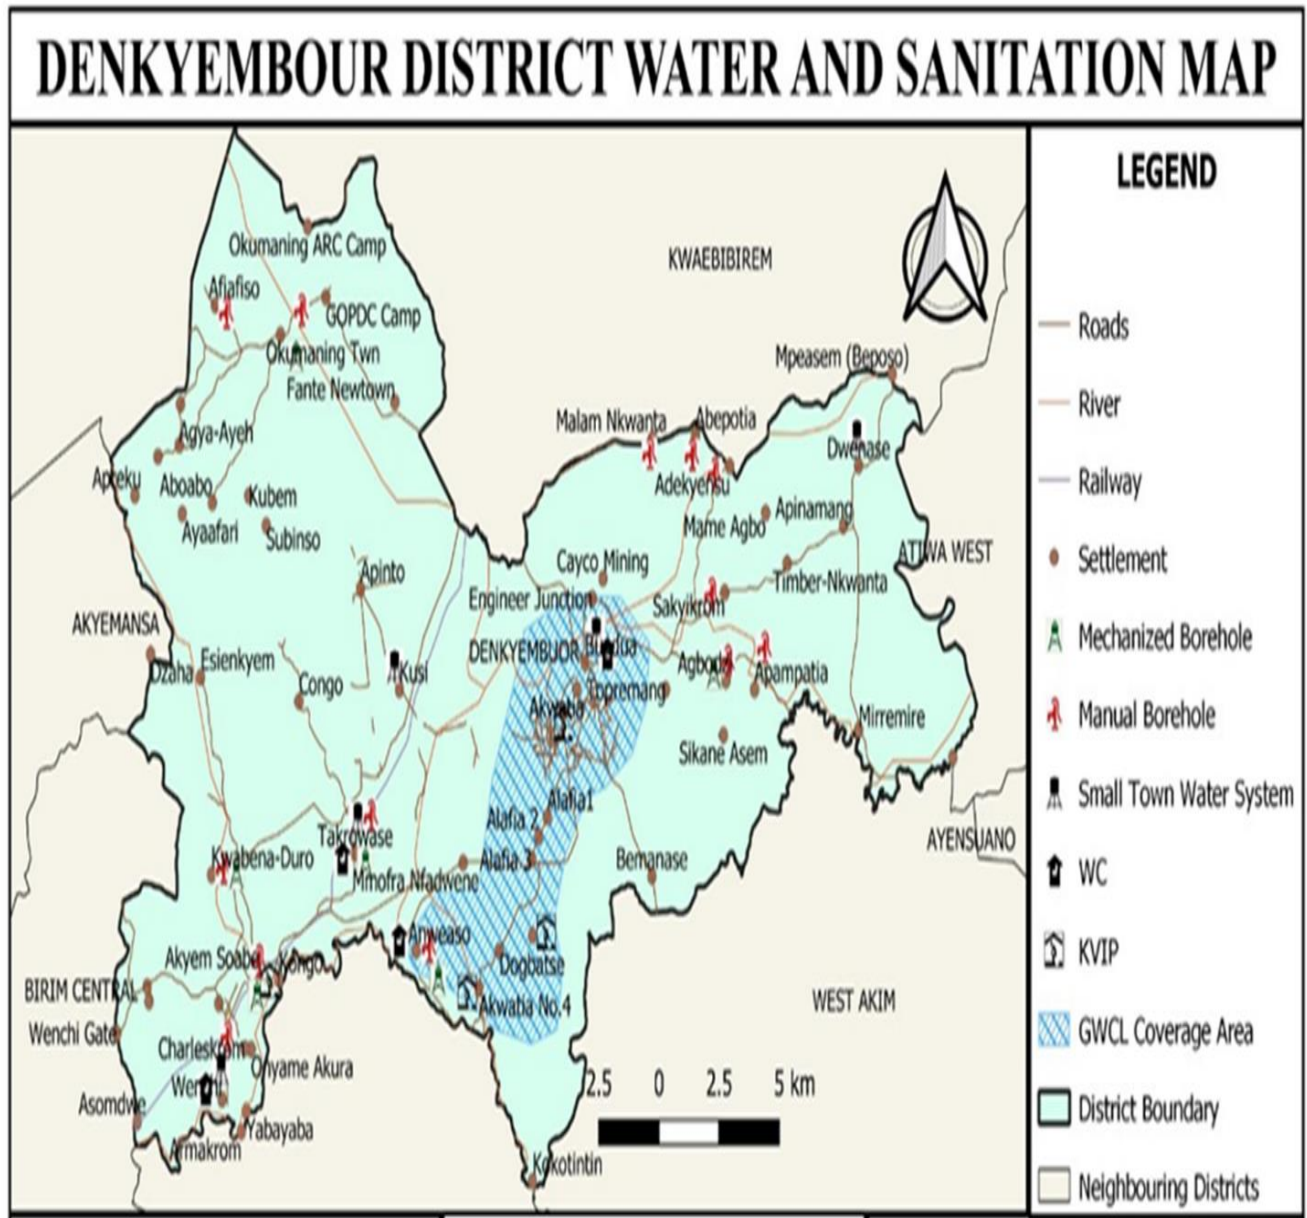 DENKYEMBOUR DISTRICT WATER AND SANITATION MAP
LEGEND
Roads
River
Railway
Settlement
Mechanized Borehole
Manual Borehole
Small Town Water System
WC
KVIP
GWCL Coverage Area
District Boundary
Neighbouring Districts
Okumaning ARC Camp
KWAEBIBIREM
Afiafiso
GOPDC Camp
Okumaning Twn
Mpeasem (Beposo)
Fante Newtown
Malam Nkwanta
Abepotia
Agya-Ayeh
Dwenase
Apteku
Aboabo
Kubem
Adekyensu
Ayaafari
Subinso
Mame Agbo
Apinamang
ATIWA WEST
Cayco Mining
Apinto
Timber-Nkwanta
Engineer Junction
Sakyikrom
AKYEMANSA
DENKYEMBUOR
Dzaha
Esienkyem
Kusi
Agbodo
Apampatia
Congo
Topremang
Akwatia
Mirremire
Sikane Asem
Alafia1
Alafia 2
Takrowase
AYENSUANO
Kwabena-Duro
Alafia 3
Bemanase
Mmofra Nfadwene
Anweaso
Akyem Soabe
Kongo
Dogbatse
BIRIM CENTRAL
Akwatia No.4
WEST AKIM
Wenchi Gate
Charleskrom
Onyame Akura
Wenchi
2.5 0 2.5 5 km
Asomdwe
Yabayaba
Armakrom
Kokotintin